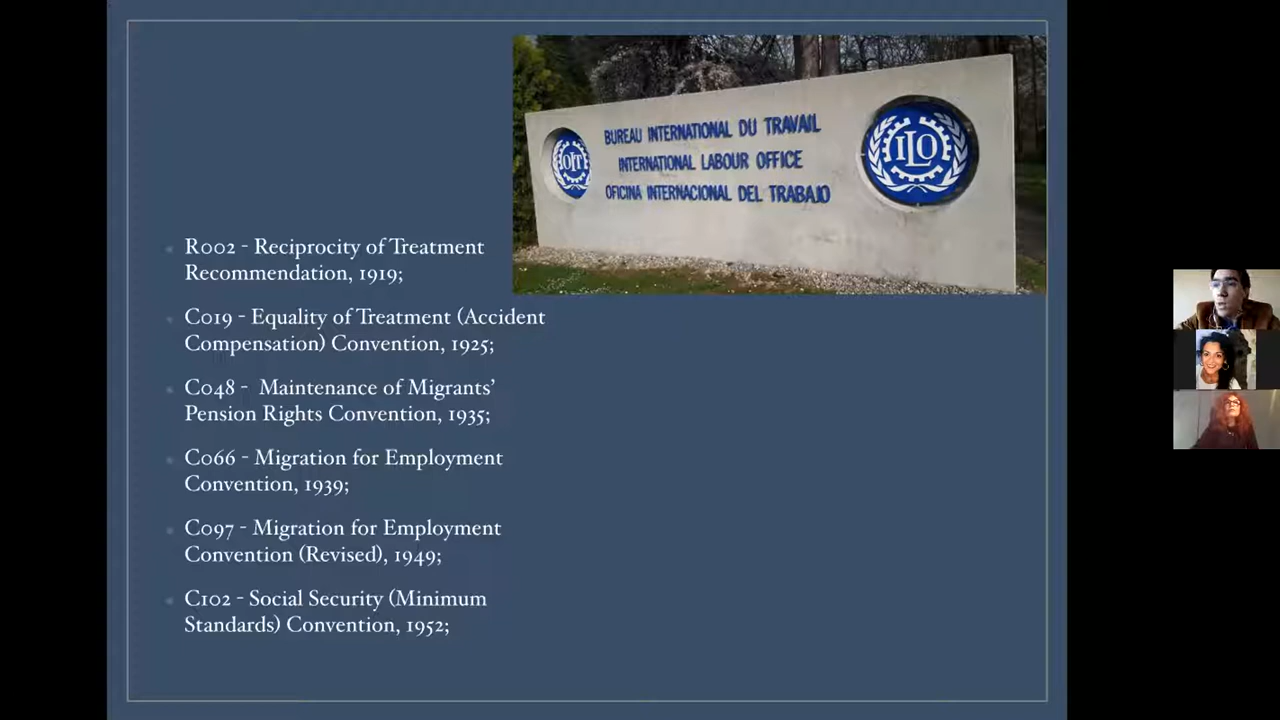 BUREAU INTERNATIONAL DU TRAVAIL
INTERNATIONAL LABOUR OFFICE
OFICINA INTERNACIONAL DEL TRABAJO
OIT
ILO
R002 - Reciprocity of Treatment
Recommendation, 1919;
C019 - Equality of Treatment (Accident
Compensation) Convention, 1925;
C048 -  Maintenance of Migrants’
Pension Rights Convention, 1935;
C066 - Migration for Employment
Convention, 1939;
C097 - Migration for Employment
Convention (Revised), 1949;
C102 - Social Security (Minimum
Standards) Convention, 1952;